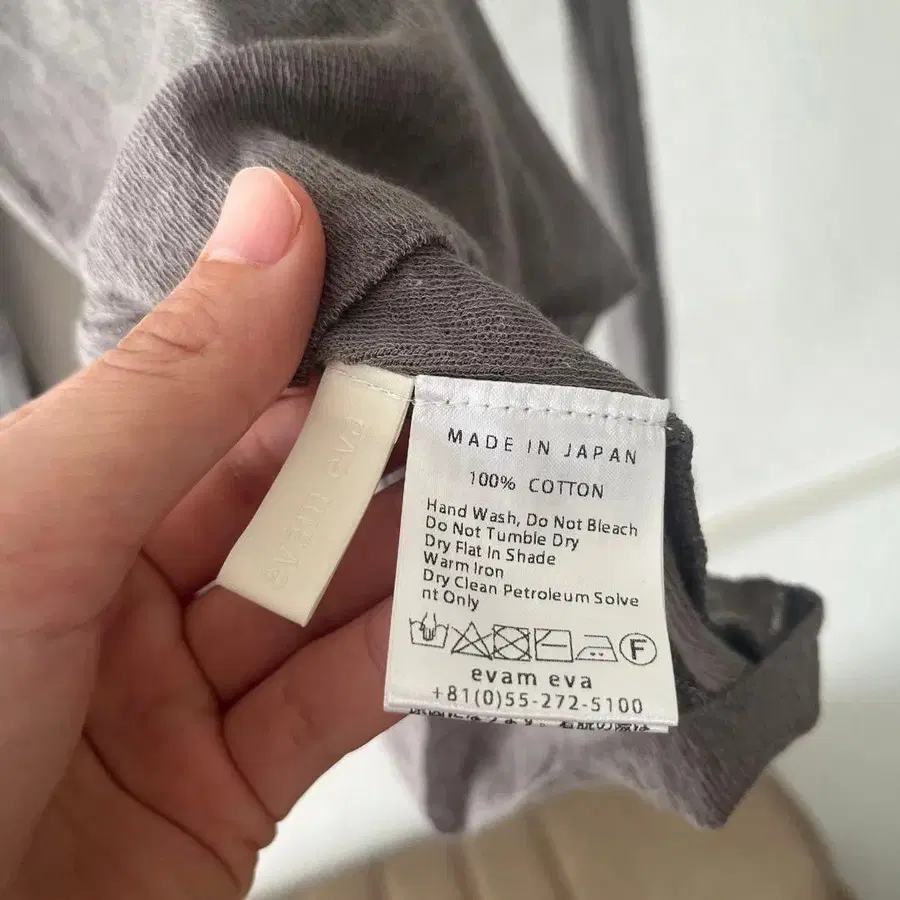 MADE IN JAPAN
100% COTTON
Hand Wash, Do Not Bleach
Do Not Tumble Dry
Dry Flat In Shade
Warm Iron
Dry Clean Petroleum Solve
nt Only
F
evam eva
+81(0)55-272-5100
evam eva